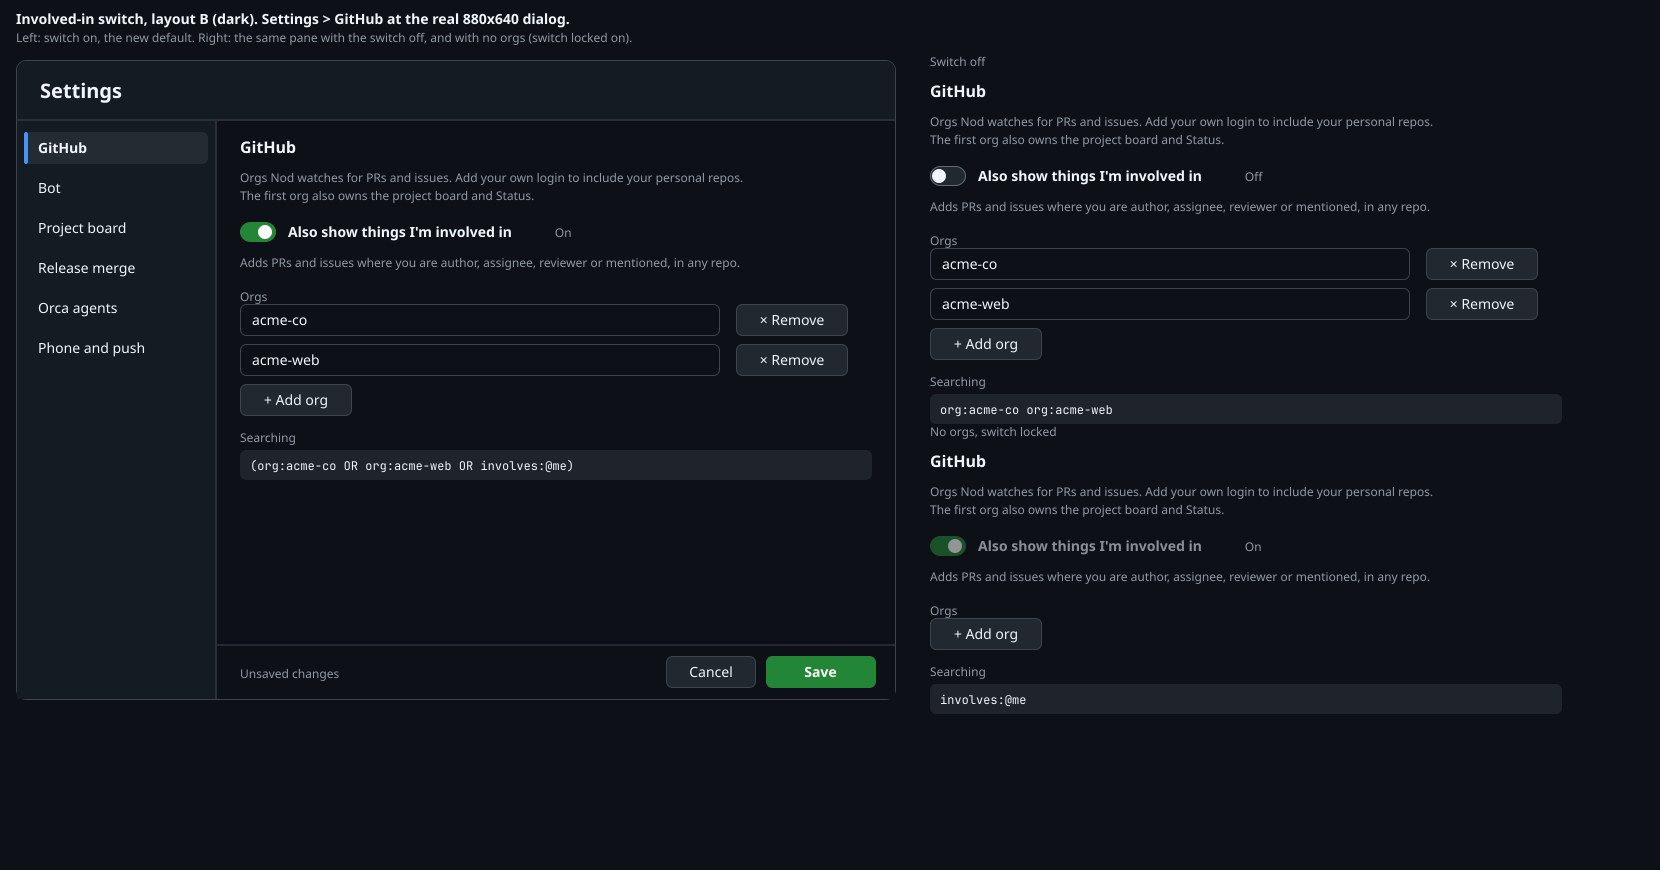 Involved-in switch, layout B (dark). Settings > GitHub at the real 880x640 dialog.
Left: switch on, the new default. Right: the same pane with the switch off, and with no orgs (switch locked on).
Settings
GitHub
Bot
Project board
Release merge
Orca agents
Phone and push
GitHub
Orgs Nod watches for PRs and issues. Add your own login to include your personal repos.
The first org also owns the project board and Status.
Also show things I'm involved in On
Adds PRs and issues where you are author, assignee, reviewer or mentioned, in any repo.
Orgs
acme-co × Remove
acme-web × Remove
+ Add org
Searching
(org:acme-co OR org:acme-web OR involves:@me)
Unsaved changes Cancel Save
Switch off
GitHub
Orgs Nod watches for PRs and issues. Add your own login to include your personal repos.
The first org also owns the project board and Status.
Also show things I'm involved in Off
Adds PRs and issues where you are author, assignee, reviewer or mentioned, in any repo.
Orgs
acme-co × Remove
acme-web × Remove
+ Add org
Searching
org:acme-co org:acme-web
No orgs, switch locked
GitHub
Orgs Nod watches for PRs and issues. Add your own login to include your personal repos.
The first org also owns the project board and Status.
Also show things I'm involved in On
Adds PRs and issues where you are author, assignee, reviewer or mentioned, in any repo.
Orgs
+ Add org
Searching
involves:@me